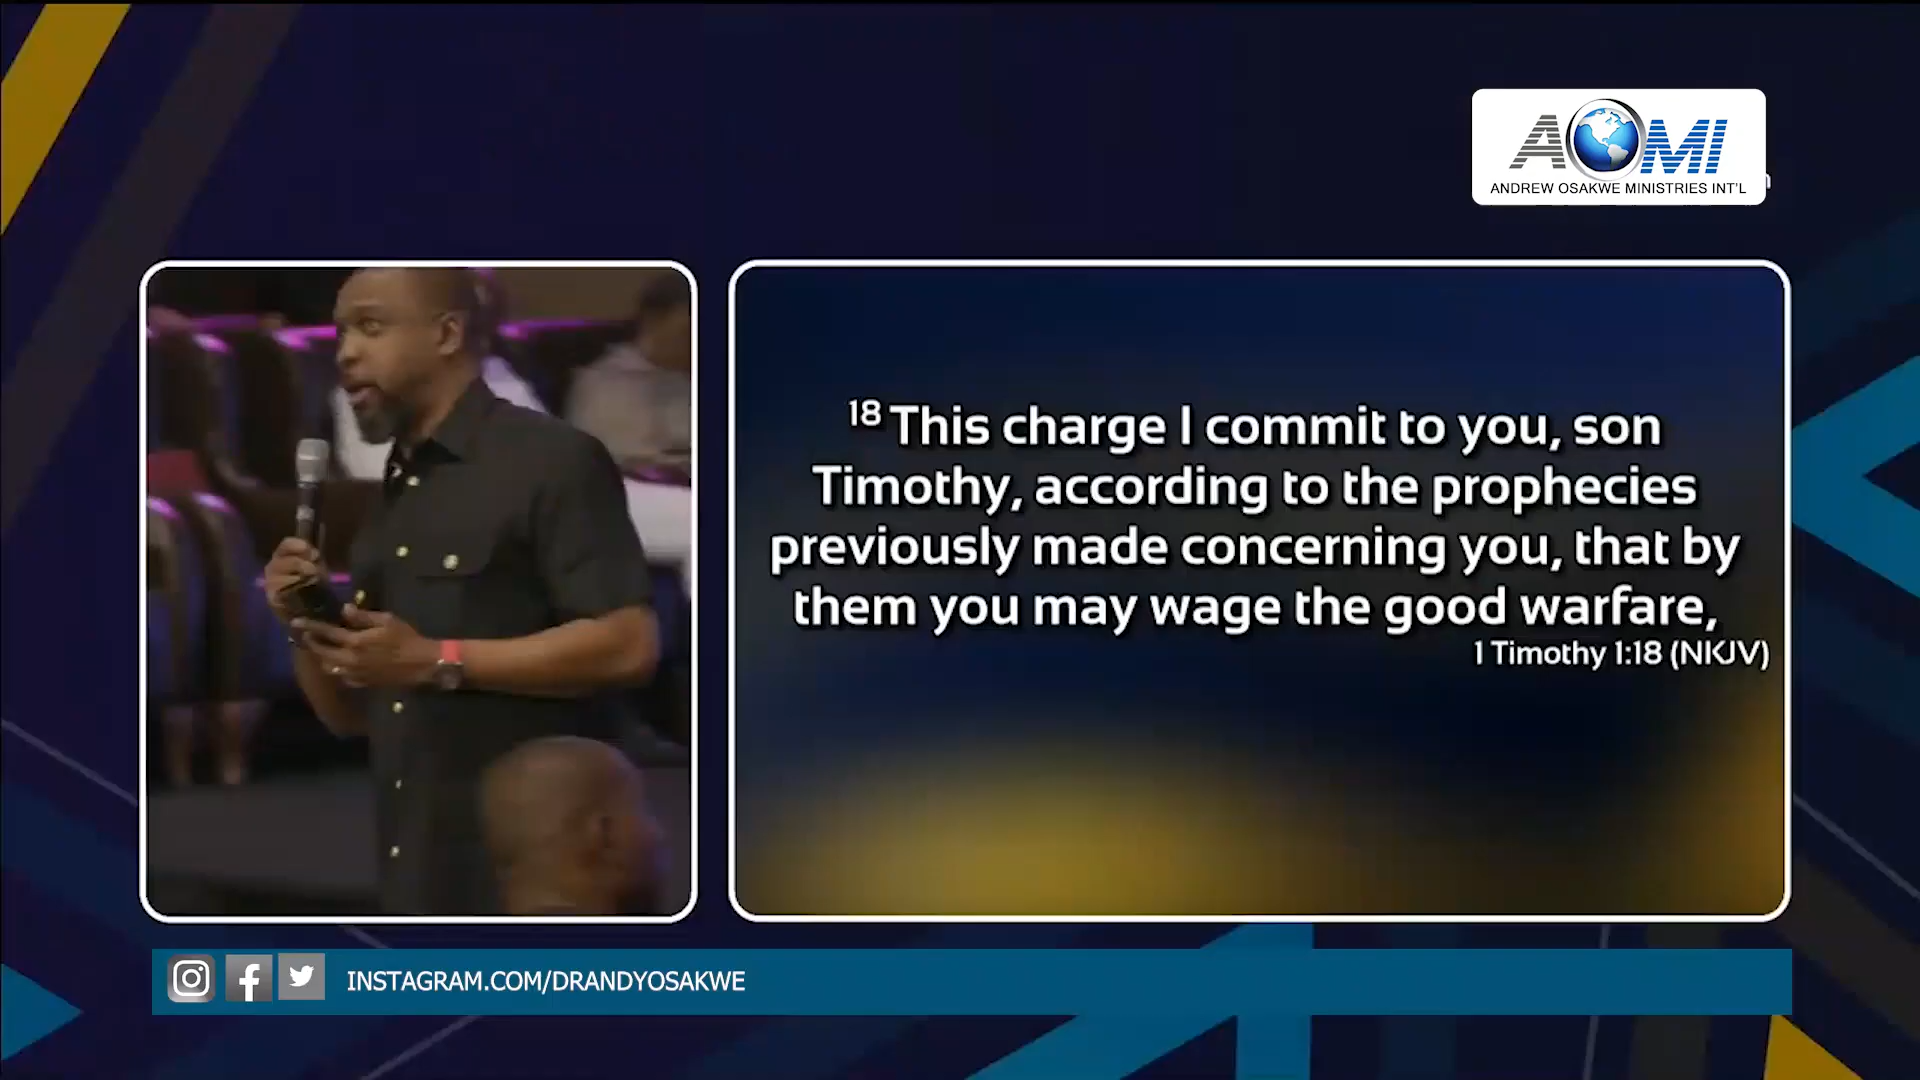 AOMI
ANDREW OSAKWE MINISTRIES INT'L
18 This charge I commit to you, son
Timothy, according to the prophecies
previously made concerning you, that by
them you may wage the good warfare,
1 Timothy 1:18 (NKJV)
INSTAGRAM.COM/DRANDYOSAKWE